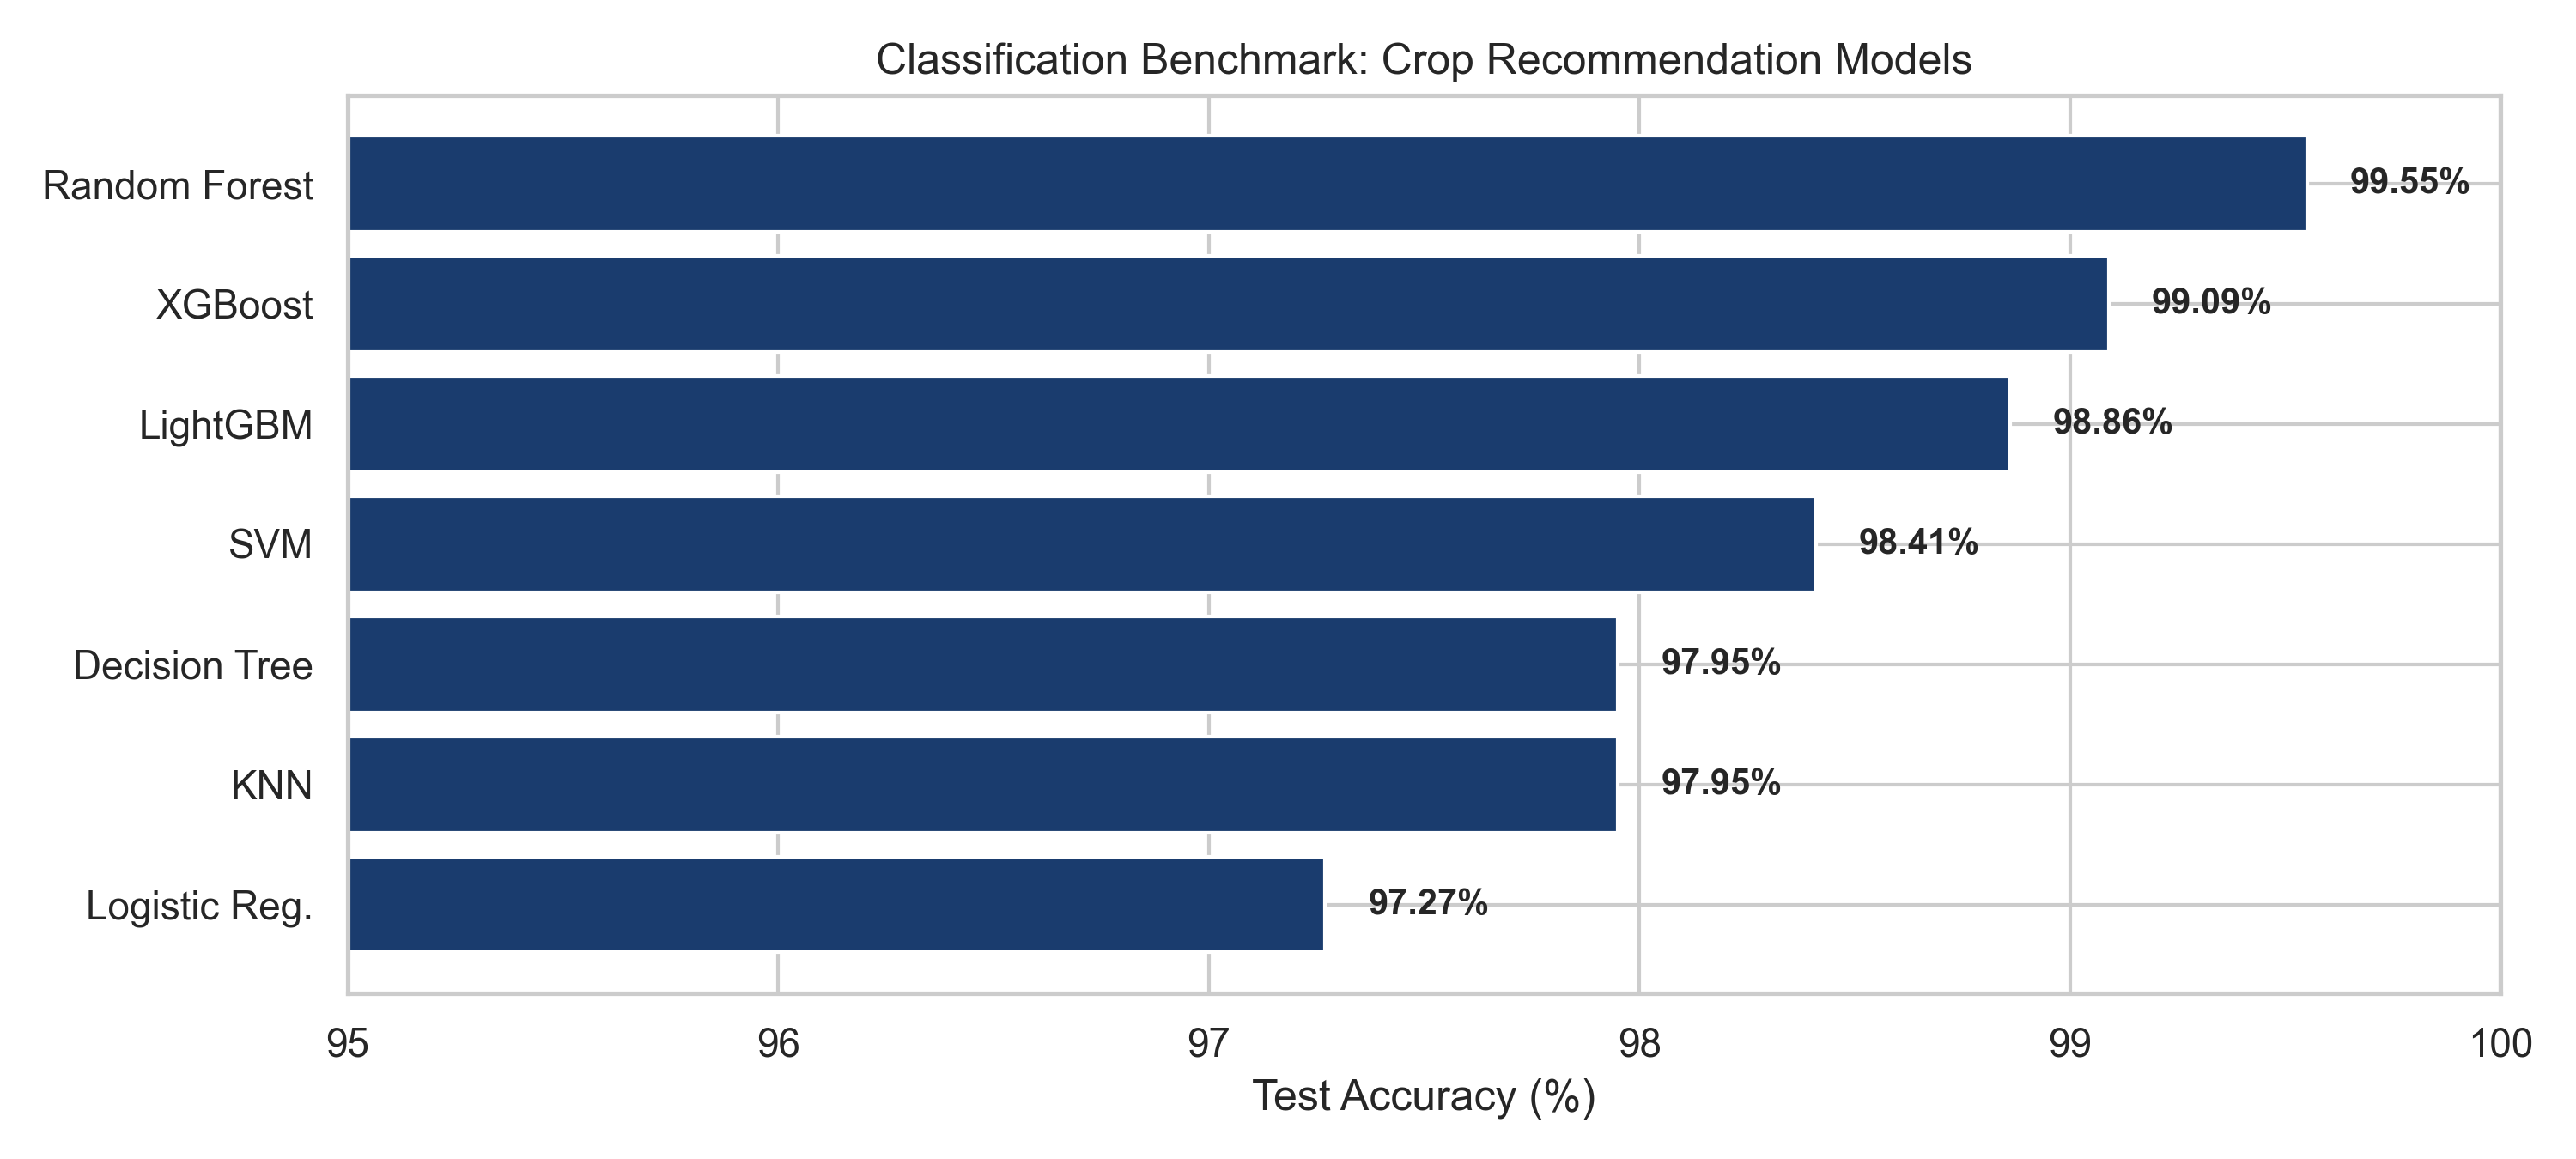 Classification Benchmark: Crop Recommendation Models
Random Forest 99.55%
XGBoost 99.09%
LightGBM 98.86%
SVM 98.41%
Decision Tree 97.95%
KNN 97.95%
Logistic Reg. 97.27%
95 96 97 98 99 100
Test Accuracy (%)